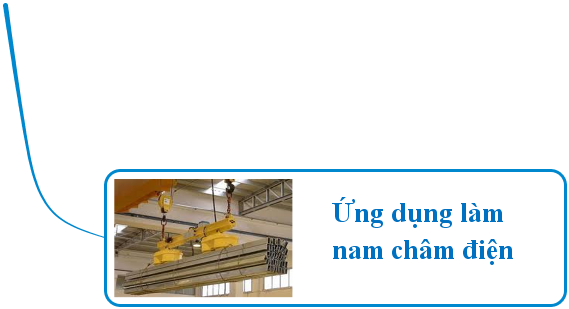 Ứng dụng làm
nam châm điện